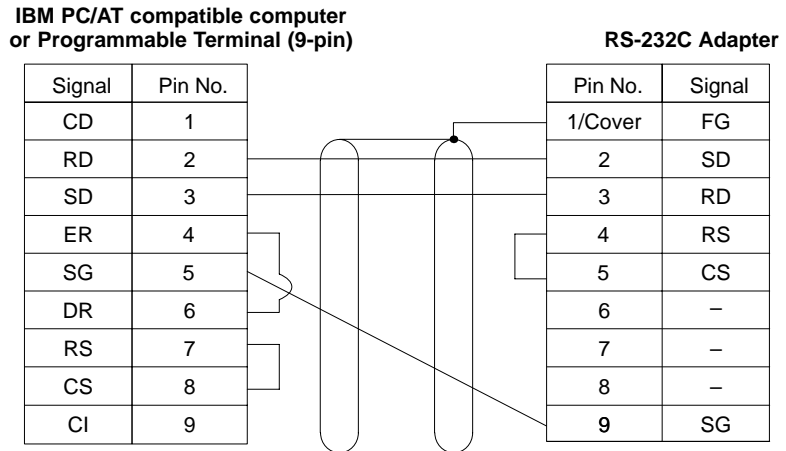 IBM PC/AT compatible computer
or Programmable Terminal (9-pin)
RS-232C Adapter
Signal Pin No.
CD 1
RD 2
SD 3
ER 4
SG 5
DR 6
RS 7
CS 8
CI 9
Pin No. Signal
1/Cover FG
2 SD
3 RD
4 RS
5 CS
6 –
7 –
8 –
9 SG